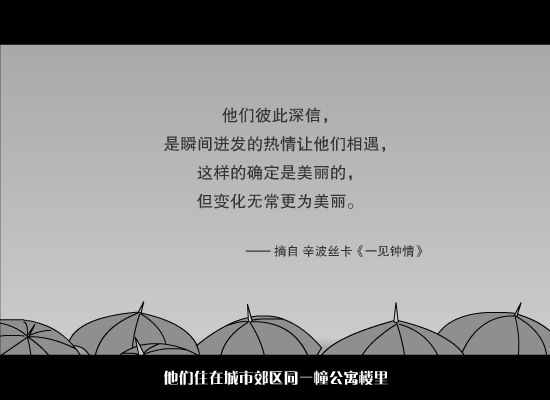 他们彼此深信，
是瞬间迸发的热情让他们相遇，
这样的确定是美丽的，
但变化无常更为美丽。
—— 摘自 辛波丝卡《一见钟情》
他们住在城市郊区同一幢公寓楼里